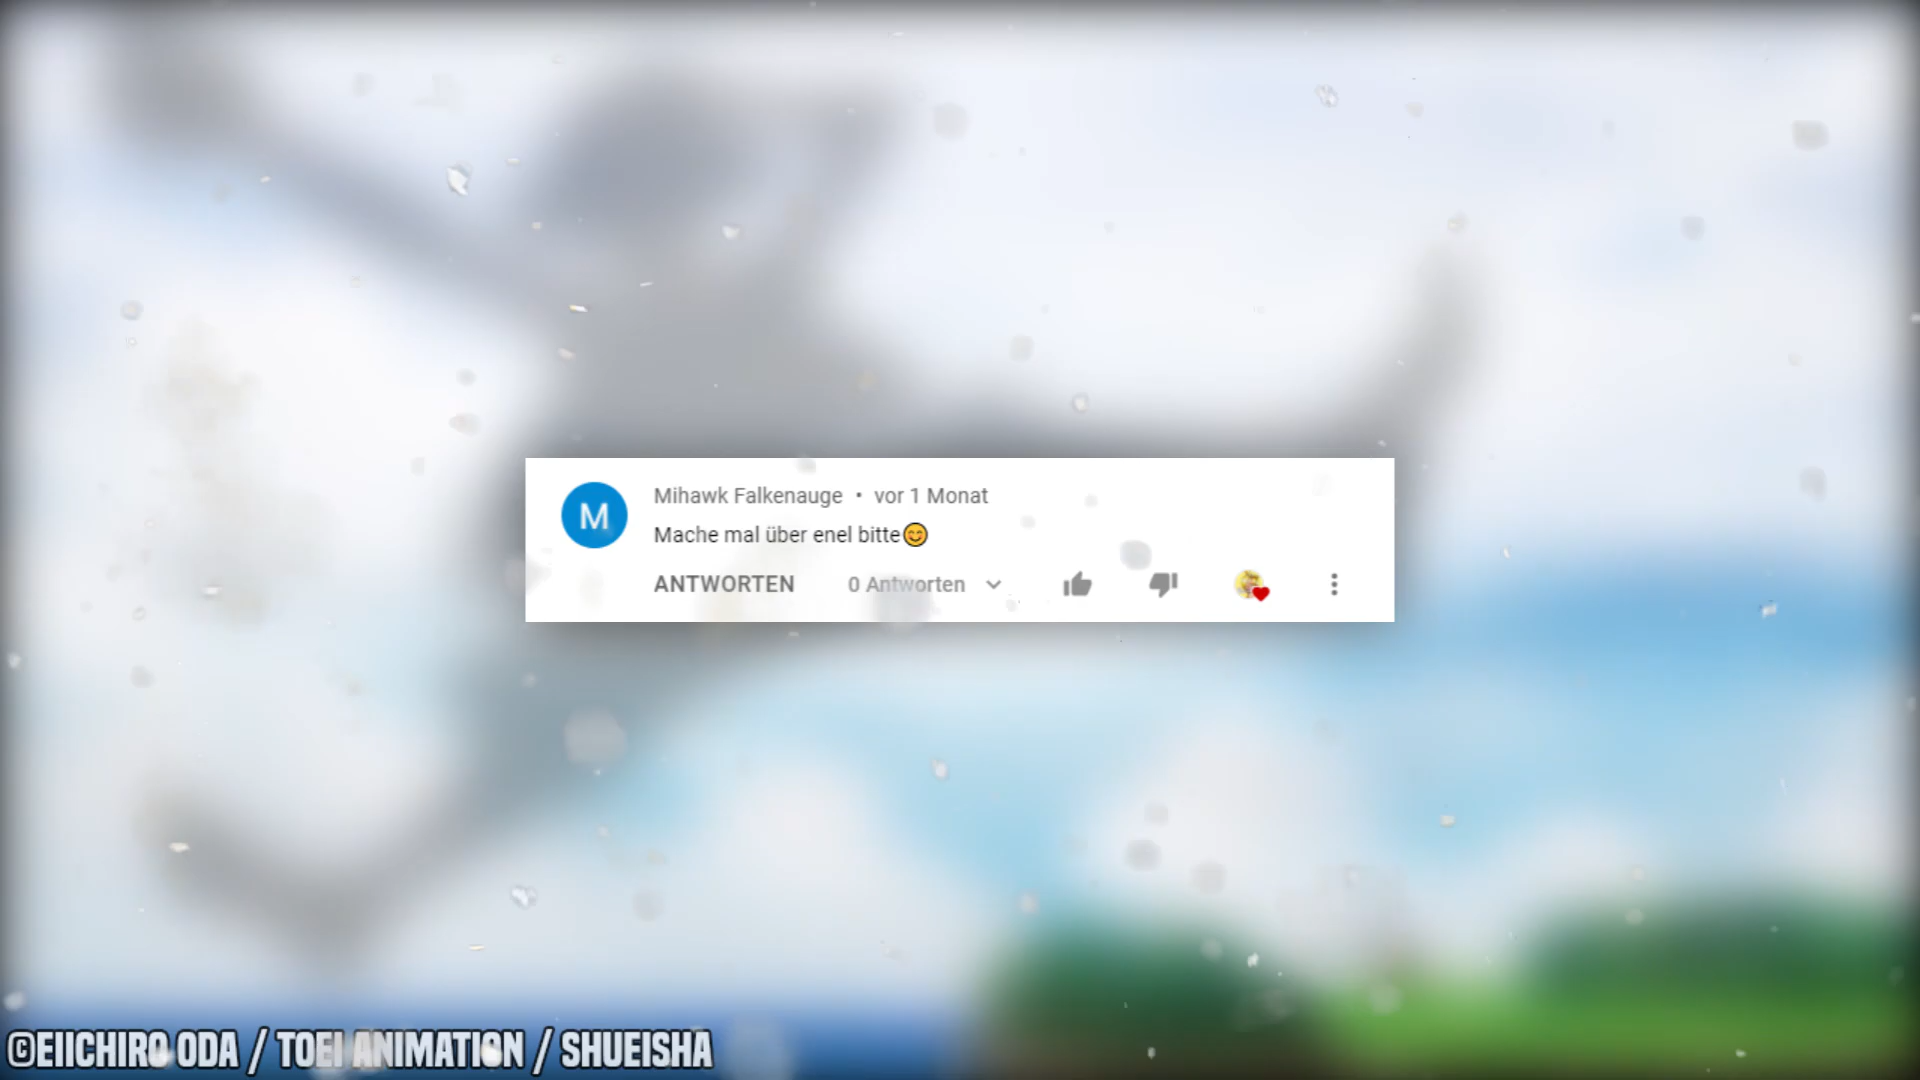 M
Mihawk Falkenauge • vor 1 Monat
Mache mal über enel bitte😊
ANTWORTEN 0 Antworten
©EIICHIRO ODA / TOEI ANIMATION / SHUEISHA